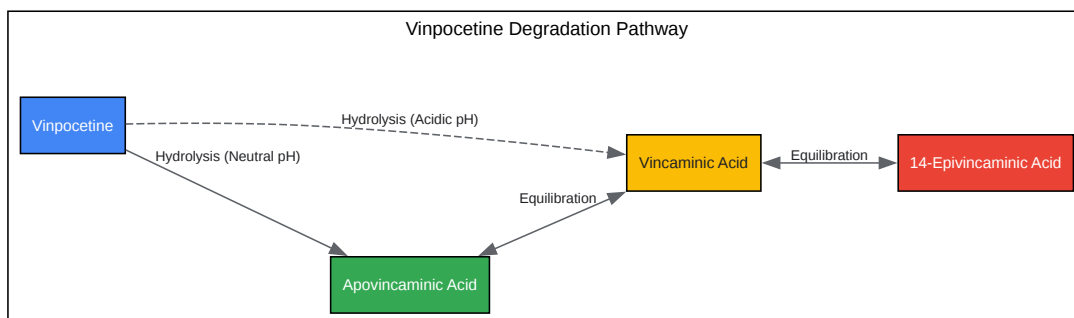 Vinpocetine Degradation Pathway
Vinpocetine
Hydrolysis (Acidic pH)
Hydrolysis (Neutral pH)
Vincaminic Acid
Equilibration
14-Epivincaminic Acid
Equilibration
Apovincaminic Acid